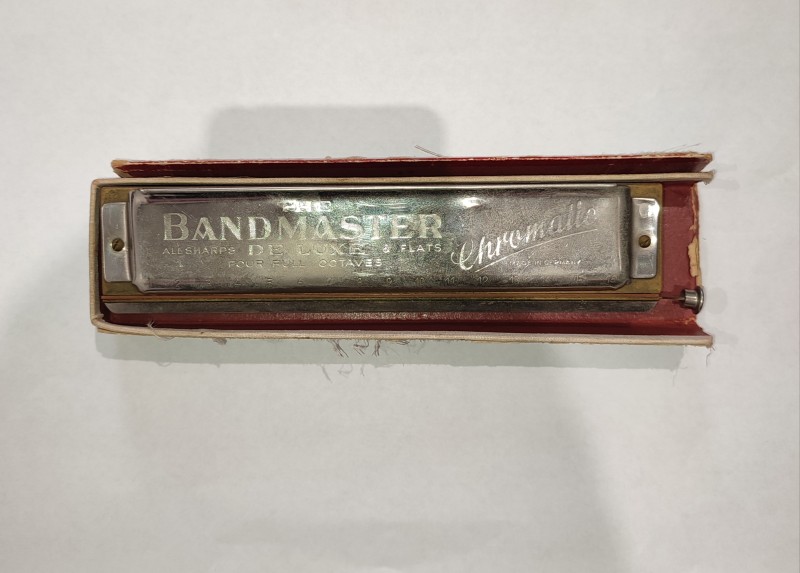 THE
BANDMASTER
ALL SHARPS DE LUXE & FLATS
FOUR FULL OCTAVES
Chromatic
MADE IN GERMANY